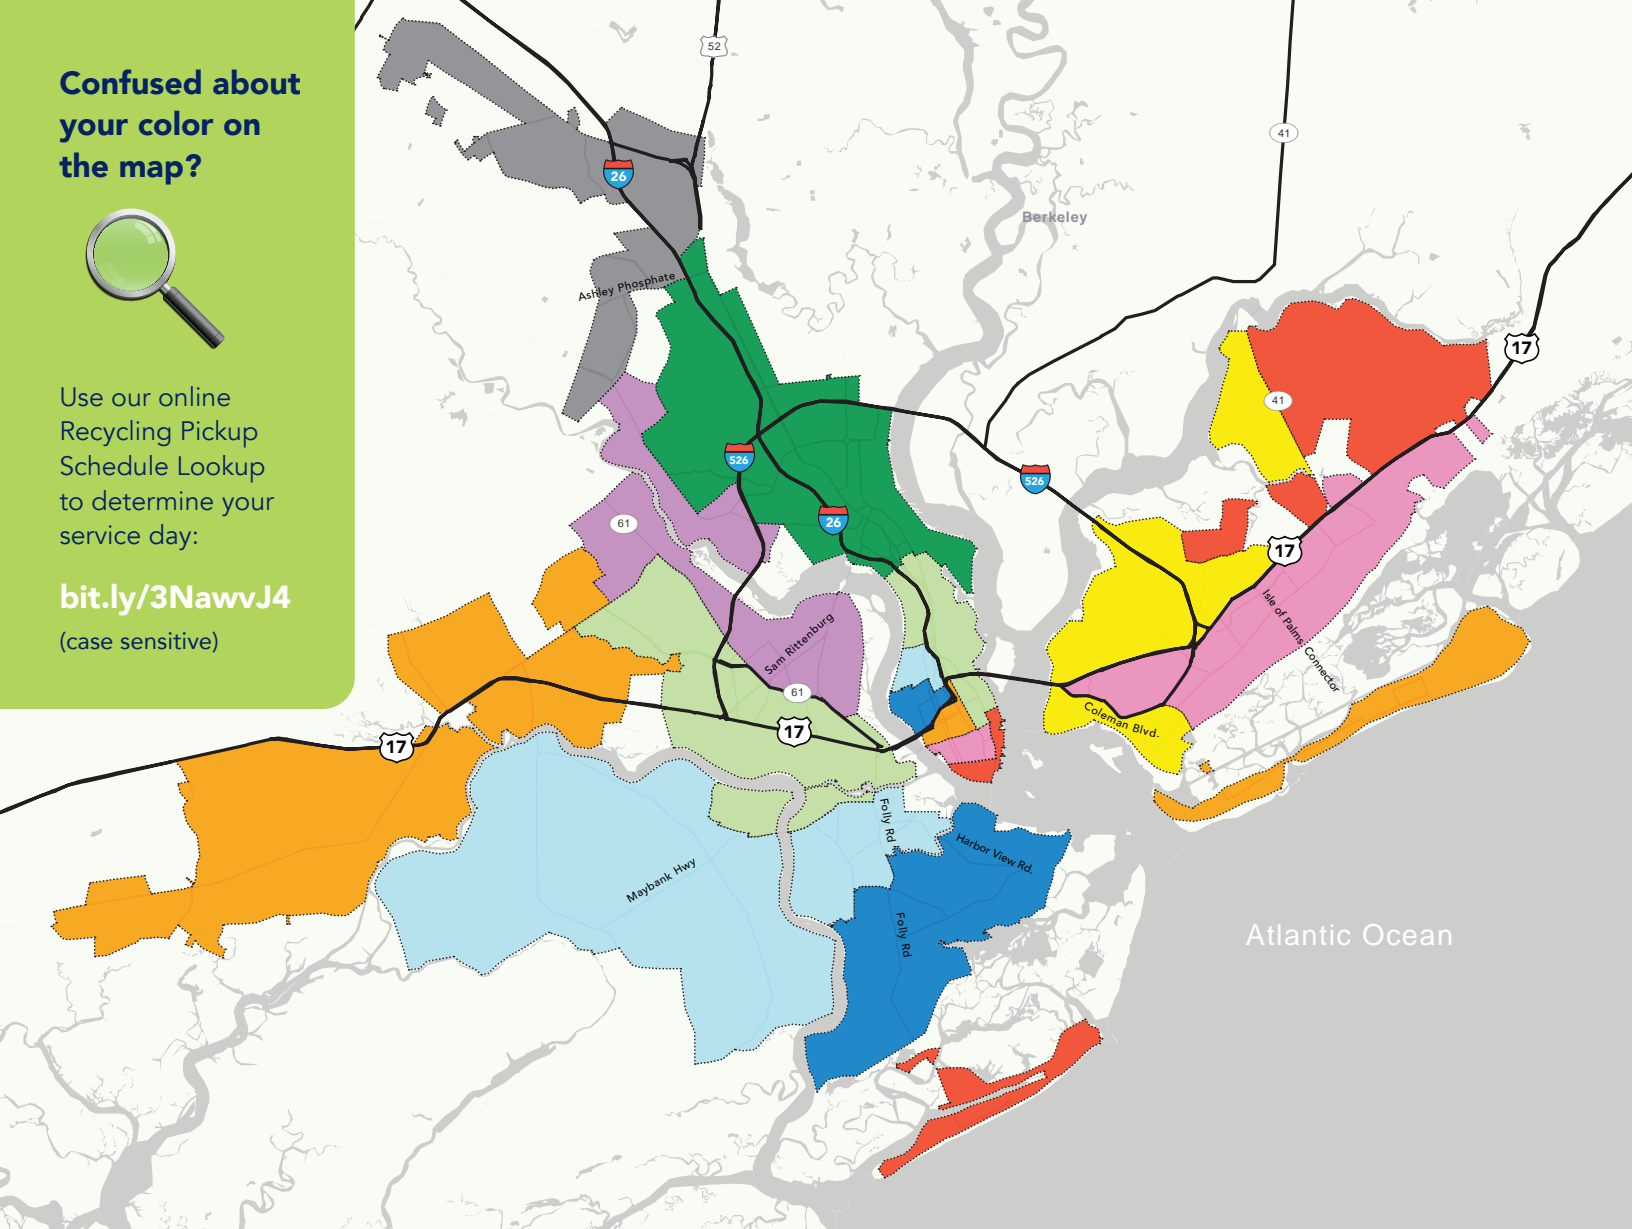 Confused about
your color on
the map?
Use our online
Recycling Pickup
Schedule Lookup
to determine your
service day:
bit.ly/3NawvJ4
(case sensitive)
52
41
26
Berkeley
Ashley Phosphate
17
41
526
526
26
61
17
Isle of Palms Connector
Sam Rittenburg
61
Coleman Blvd.
17
17
Folly Rd
Harbor View Rd.
Maybank Hwy
Folly Rd
Atlantic Ocean